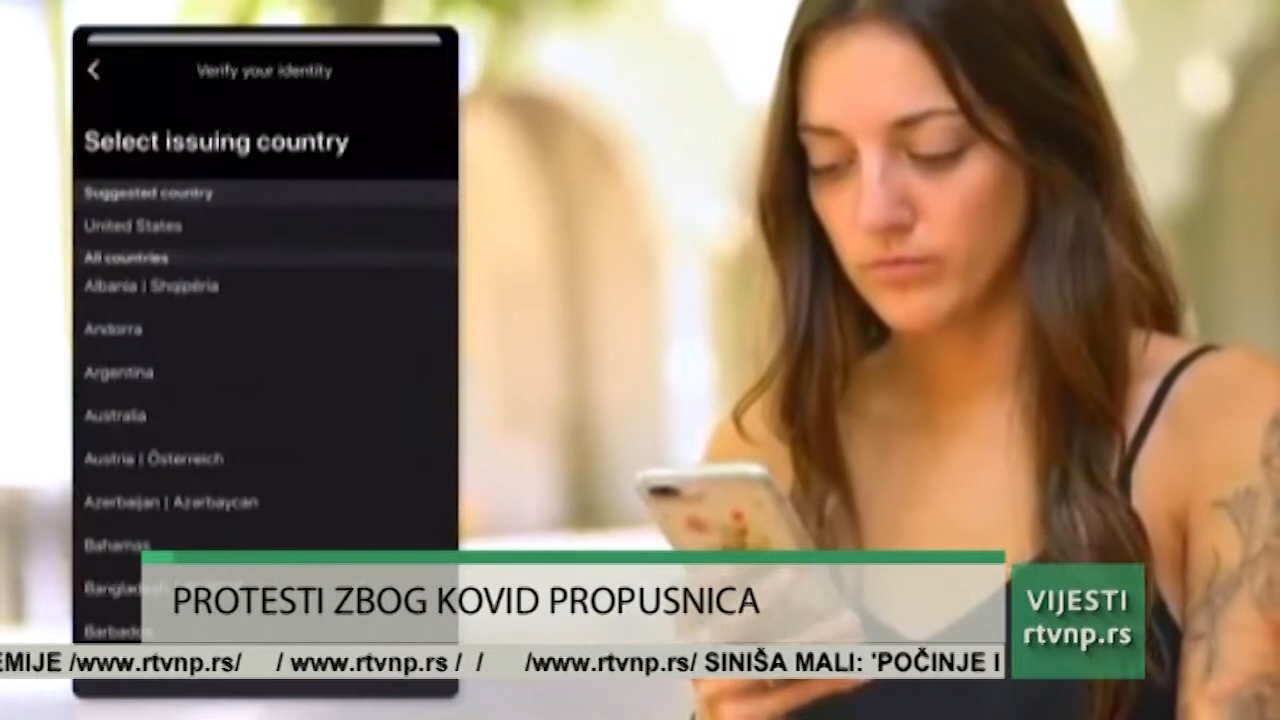 Verify your identity
Select issuing country
Suggested country
United States
All countries
Albania | Shqipëria
Andorra
Argentina
Australia
Austria | Österreich
Azerbaijan | Azərbaycan
Bahamas
Barbados
PROTESTI ZBOG KOVID PROPUSNICA
VIJESTI
rtvnp.rs
EMIJE /www.rtvnp.rs/ / www.rtvnp.rs / / /www.rtvnp.rs/ SINIŠA MALI: 'POČINJE I